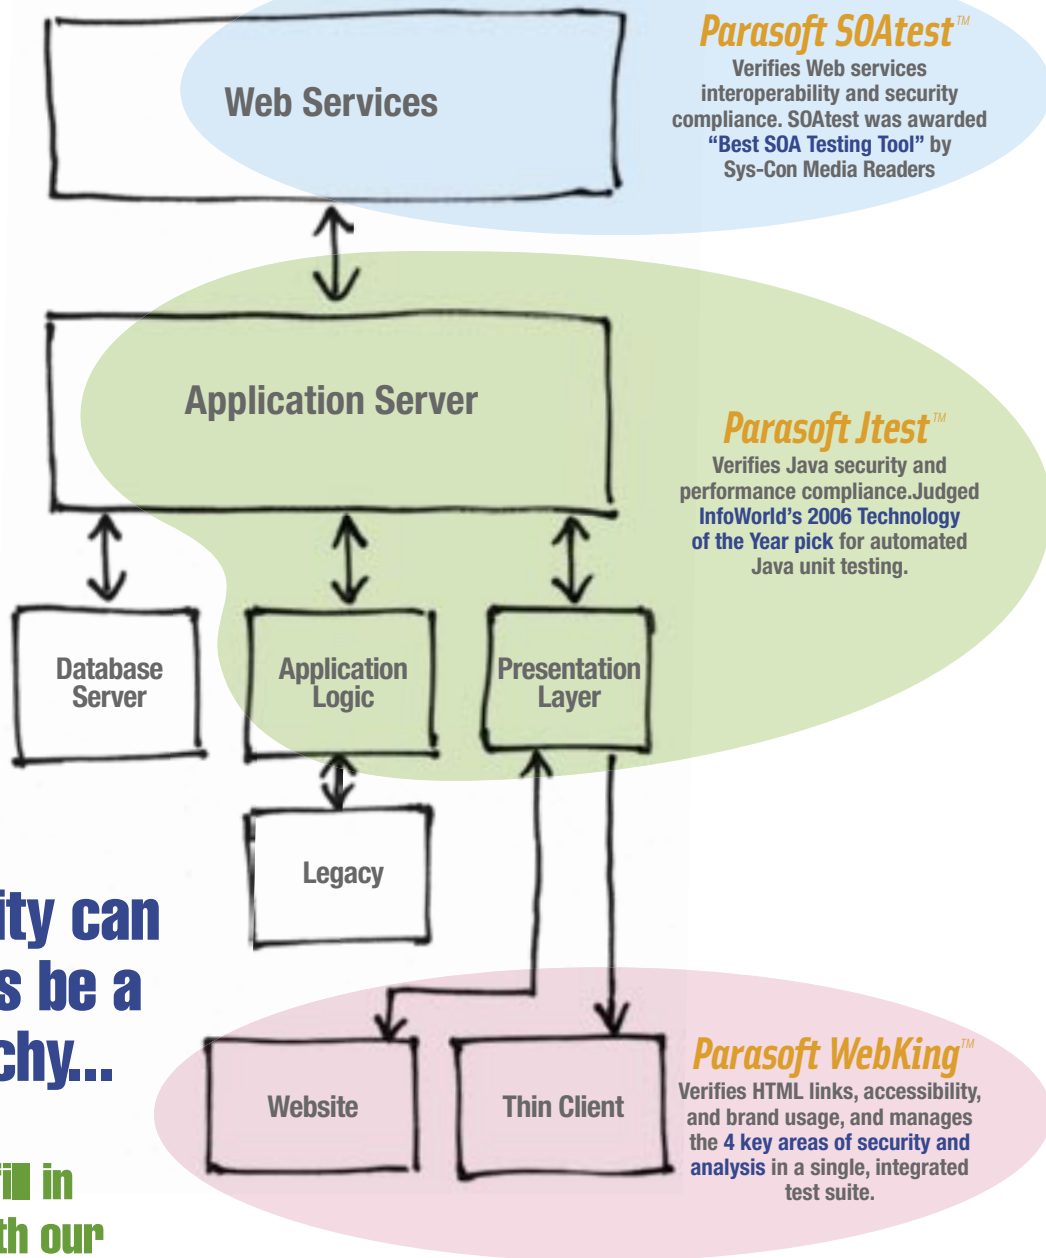 Web Services
Parasoft SOAtest™
Verifies Web services
interoperability and security
compliance. SOAtest was awarded
“Best SOA Testing Tool” by
Sys-Con Media Readers
Application Server
Parasoft Jtest™
Verifies Java security and
performance compliance.Judged
InfoWorld’s 2006 Technology
of the Year pick for automated
Java unit testing.
Database
Server
Application
Logic
Presentation
Layer
Legacy
ity can
s be a
chy...
fill in
th our
Website
Thin Client
Parasoft WebKing™
Verifies HTML links, accessibility,
and brand usage, and manages
the 4 key areas of security and
analysis in a single, integrated
test suite.